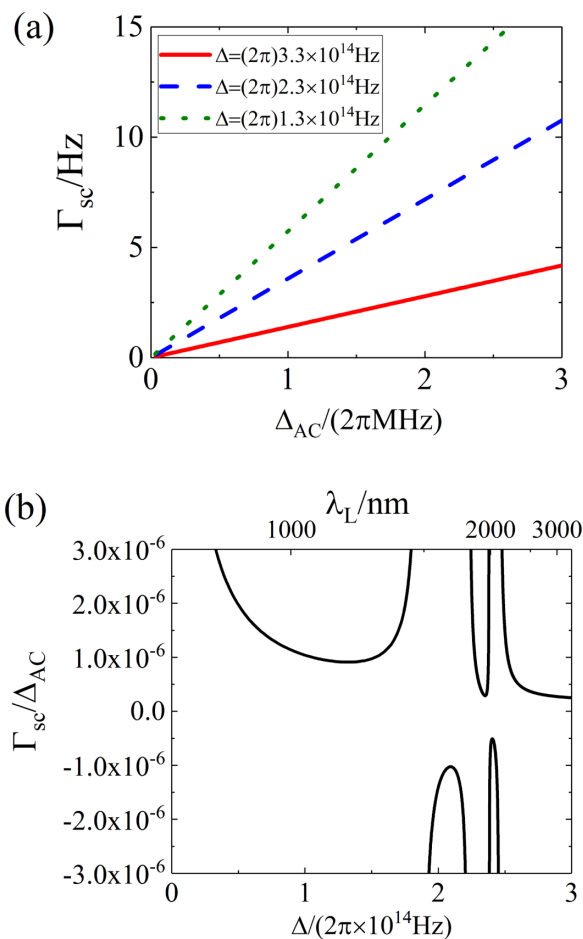 (a)
15
10
5
0
Γsc/Hz
Δ=(2π)3.3×10¹⁴Hz
Δ=(2π)2.3×10¹⁴Hz
Δ=(2π)1.3×10¹⁴Hz
0 1 2 3
ΔAC/(2πMHz)
(b)
λL/nm
1000 2000 3000
3.0x10⁻⁶
2.0x10⁻⁶
1.0x10⁻⁶
0.0
-1.0x10⁻⁶
-2.0x10⁻⁶
-3.0x10⁻⁶
Γsc/ΔAC
0 1 2 3
Δ/(2π×10¹⁴Hz)